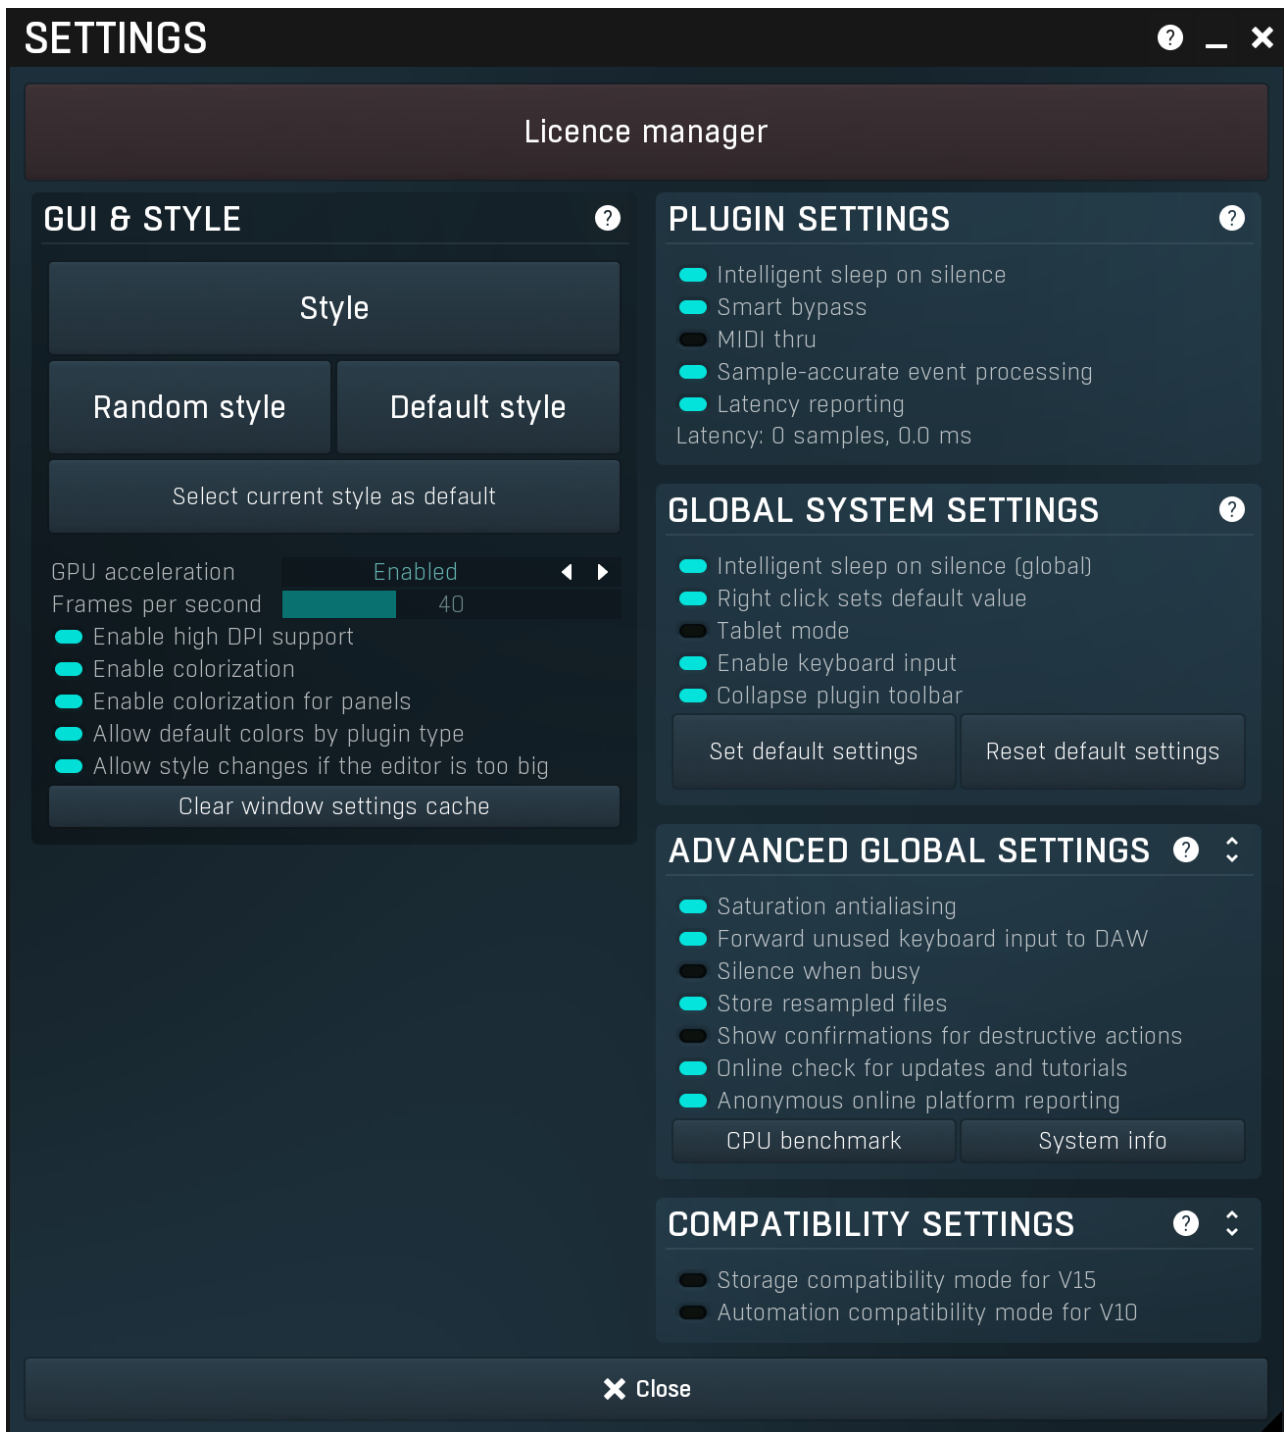 SETTINGS
Licence manager
GUI & STYLE
Style
Random style
Default style
Select current style as default
GPU acceleration Enabled
Frames per second 40
Enable high DPI support
Enable colorization
Enable colorization for panels
Allow default colors by plugin type
Allow style changes if the editor is too big
Clear window settings cache
PLUGIN SETTINGS
Intelligent sleep on silence
Smart bypass
MIDI thru
Sample-accurate event processing
Latency reporting
Latency: 0 samples, 0.0 ms
GLOBAL SYSTEM SETTINGS
Intelligent sleep on silence (global)
Right click sets default value
Tablet mode
Enable keyboard input
Collapse plugin toolbar
Set default settings
Reset default settings
ADVANCED GLOBAL SETTINGS
Saturation antialiasing
Forward unused keyboard input to DAW
Silence when busy
Store resampled files
Show confirmations for destructive actions
Online check for updates and tutorials
Anonymous online platform reporting
CPU benchmark
System info
COMPATIBILITY SETTINGS
Storage compatibility mode for V15
Automation compatibility mode for V10
Close